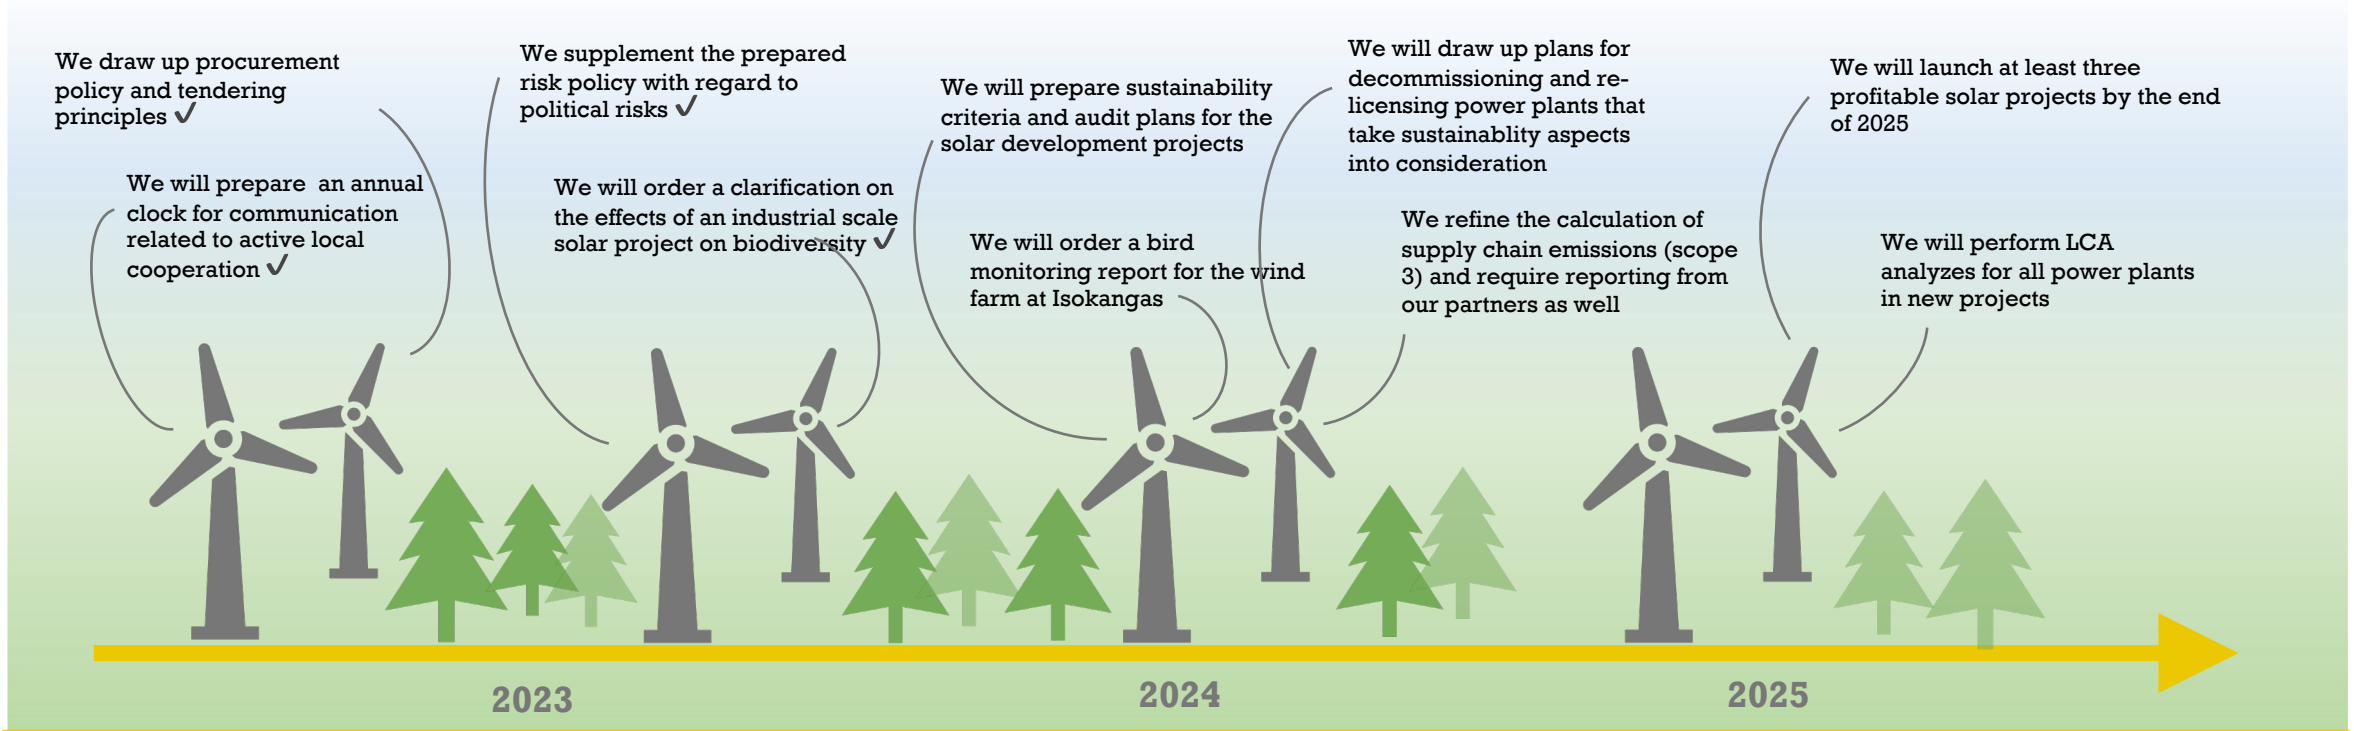 We draw up procurement
policy and tendering
principles ✓
We will prepare an annual
clock for communication
related to active local
cooperation ✓
We supplement the prepared
risk policy with regard to
political risks ✓
We will order a clarification on
the effects of an industrial scale
solar project on biodiversity ✓
We will prepare sustainability
criteria and audit plans for the
solar development projects
We will order a bird
monitoring report for the wind
farm at Isokangas
We will draw up plans for
decommissioning and re-
licensing power plants that
take sustainablity aspects
into consideration
We refine the calculation of
supply chain emissions (scope
3) and require reporting from
our partners as well
We will launch at least three
profitable solar projects by the end
of 2025
We will perform LCA
analyzes for all power plants
in new projects
2023
2024
2025